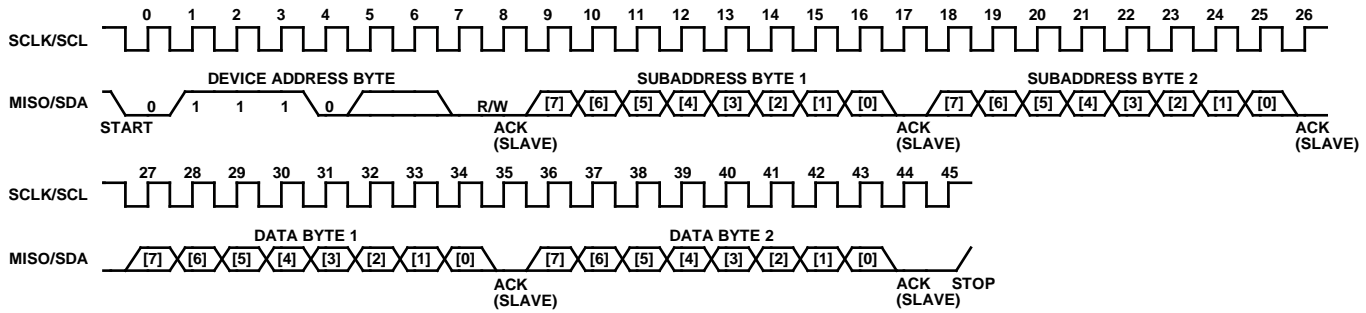 0 1 2 3 4 5 6 7 8 9 10 11 12 13 14 15 16 17 18 19 20 21 22 23 24 25 26
SCLK/SCL
DEVICE ADDRESS BYTE SUBADDRESS BYTE 1 SUBADDRESS BYTE 2
MISO/SDA 0 1 1 1 0 R/W [7] [6] [5] [4] [3] [2] [1] [0] [7] [6] [5] [4] [3] [2] [1] [0]
START ACK (SLAVE) ACK (SLAVE) ACK (SLAVE)
27 28 29 30 31 32 33 34 35 36 37 38 39 40 41 42 43 44 45
SCLK/SCL
DATA BYTE 1 DATA BYTE 2
MISO/SDA [7] [6] [5] [4] [3] [2] [1] [0] [7] [6] [5] [4] [3] [2] [1] [0]
ACK (SLAVE) ACK (SLAVE) STOP